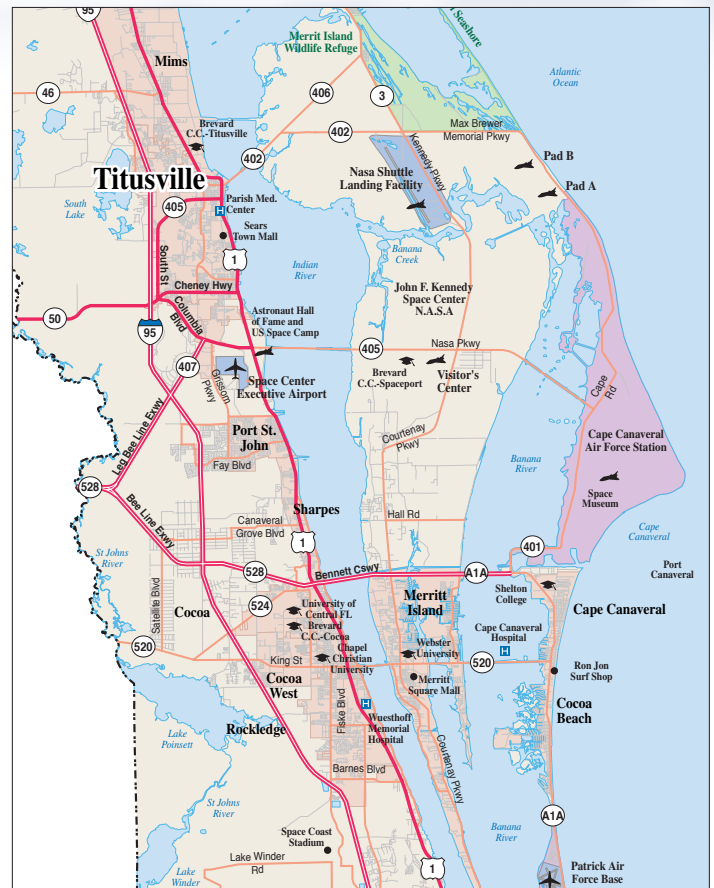 95
Mims
46
Merrit Island
Wildlife Refuge
Seashore
Atlantic
Ocean
406
3
Brevard
C.C.-Titusville
402
402
Max Brewer
Memorial Pkwy
Kennedy Pkwy
Pad B
Pad A
Nasa Shuttle
Landing Facility
Titusville
South
Lake
405
Parish Med.
Center
Sears
Town Mall
1
Indian
River
Banana
Creek
South St
Cheney Hwy
John F. Kennedy
Space Center
N.A.S.A
50
95
Columbia
Blvd
Astronaut Hall
of Fame and
US Space Camp
405
Nasa Pkwy
407
Grissom
Pkwy
Space Center
Executive Airport
Brevard
C.C.-Spaceport
Visitor's
Center
Cape
Rd
Port St.
John
Courtenay
Pkwy
Cape Canaveral
Air Force Station
Leg Bee Line Exwy
Fay Blvd
Banana
River
528
Space
Museum
Bee Line Exwy
Sharpes
Canaveral
Grove Blvd
Hall Rd
Cape
Canaveral
1
401
St Johns
River
528
Bennett Cswy
A1A
Port
Canaveral
Satellite Blvd
Cocoa
524
Shelton
College
Merritt
Island
Cape Canaveral
University of
Central FL
Brevard
C.C.-Cocoa
Cape Canaveral
Hospital
520
Chapel
Christian
University
Webster
University
H
King St
520
Ron Jon
Surf Shop
Cocoa
West
Merritt
Square Mall
Fiske Blvd
H
Cocoa
Beach
Rockledge
Wuesthoff
Memorial
Hospital
Lake
Poinsett
Courtenay Pkwy
Barnes Blvd
St Johns
River
A1A
Space Coast
Stadium
Banana
River
Lake Winder
Rd
1
Lake
Winder
Patrick Air
Force Base
H